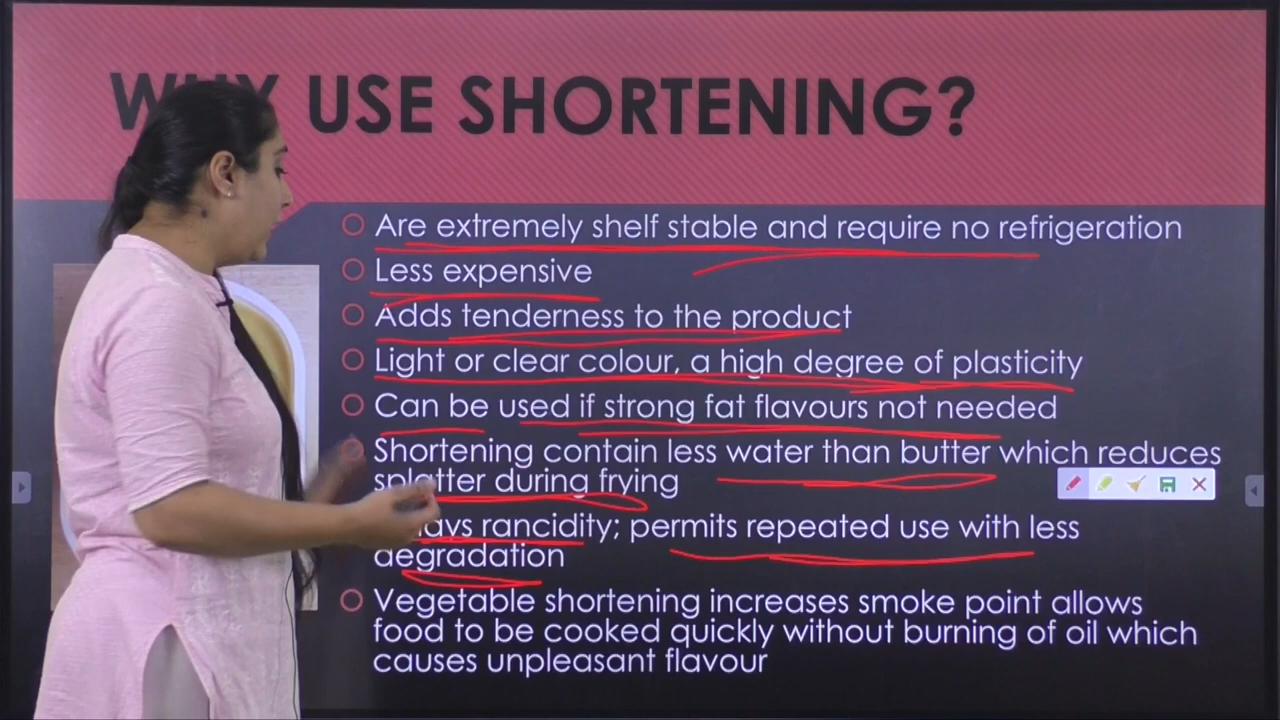 WHY USE SHORTENING?
Are extremely shelf stable and require no refrigeration
Less expensive
Adds tenderness to the product
Light or clear colour, a high degree of plasticity
Can be used if strong fat flavours not needed
Shortening contain less water than butter which reduces
splatter during frying
rancidity; permits repeated use with less
degradation
Vegetable shortening increases smoke point allows
food to be cooked quickly without burning of oil which
causes unpleasant flavour